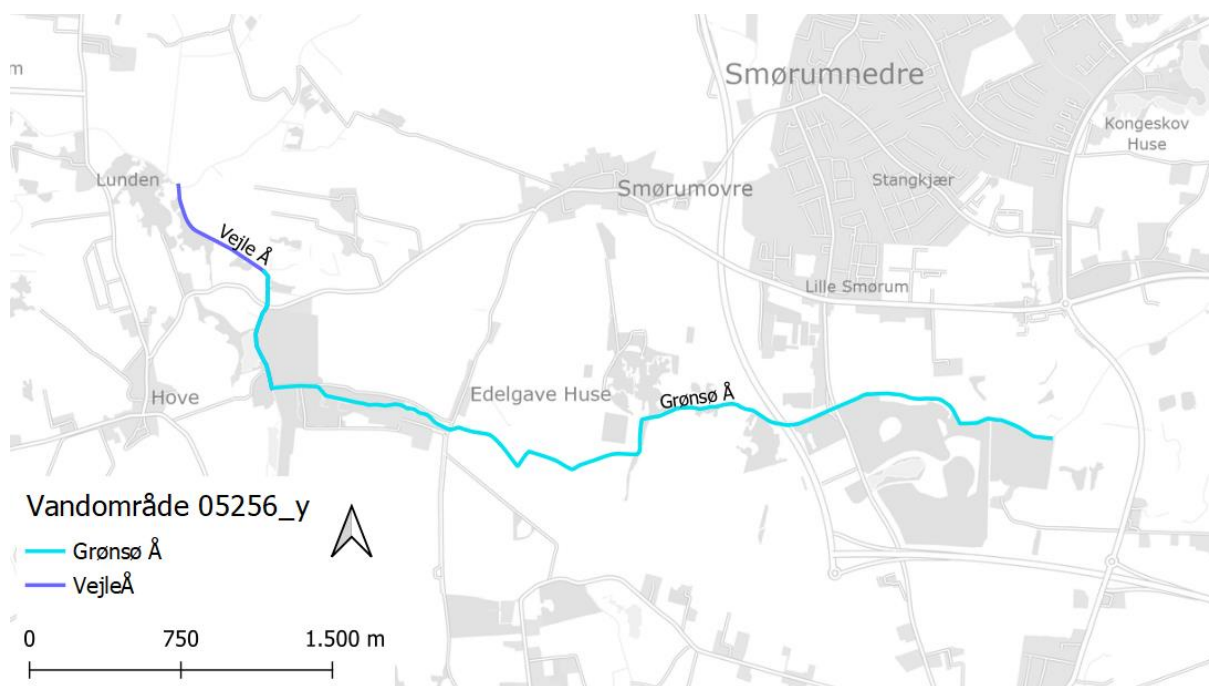 Smørumnedre
m
Kongeskov
Huse
Lunden
Stangkjær
Smørumovre
Vejle Å
Lille Smørum
Hove
Edelgave Huse
Grønsø Å
Vandområde 05256_y
Grønsø Å
VejleÅ
0 750 1.500 m